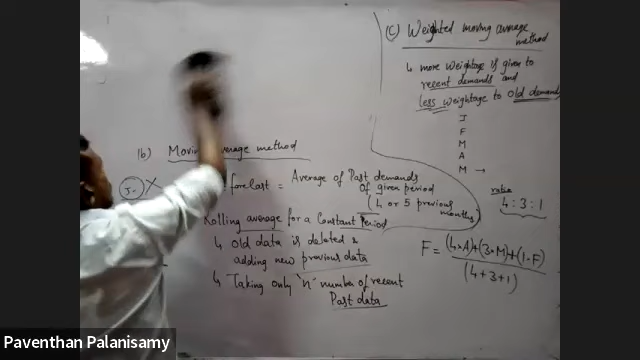 (b) Moving average method
J- X
forecast = Average of Past demands
of given period
(4 or 5 previous
months)
Rolling average for a Constant Period
↳ Old data is deleted &
adding new previous data
↳ Taking only 'n' number of recent
Past data
(C) Weighted moving average
method
↳ more weightage is given to
recent demands and
less weightage to old demands
J
F
M
A
M →
ratio
4 : 3 : 1
F = (4×A)+(3×M)+(1·F)
(4+3+1)
Paventhan Palanisamy